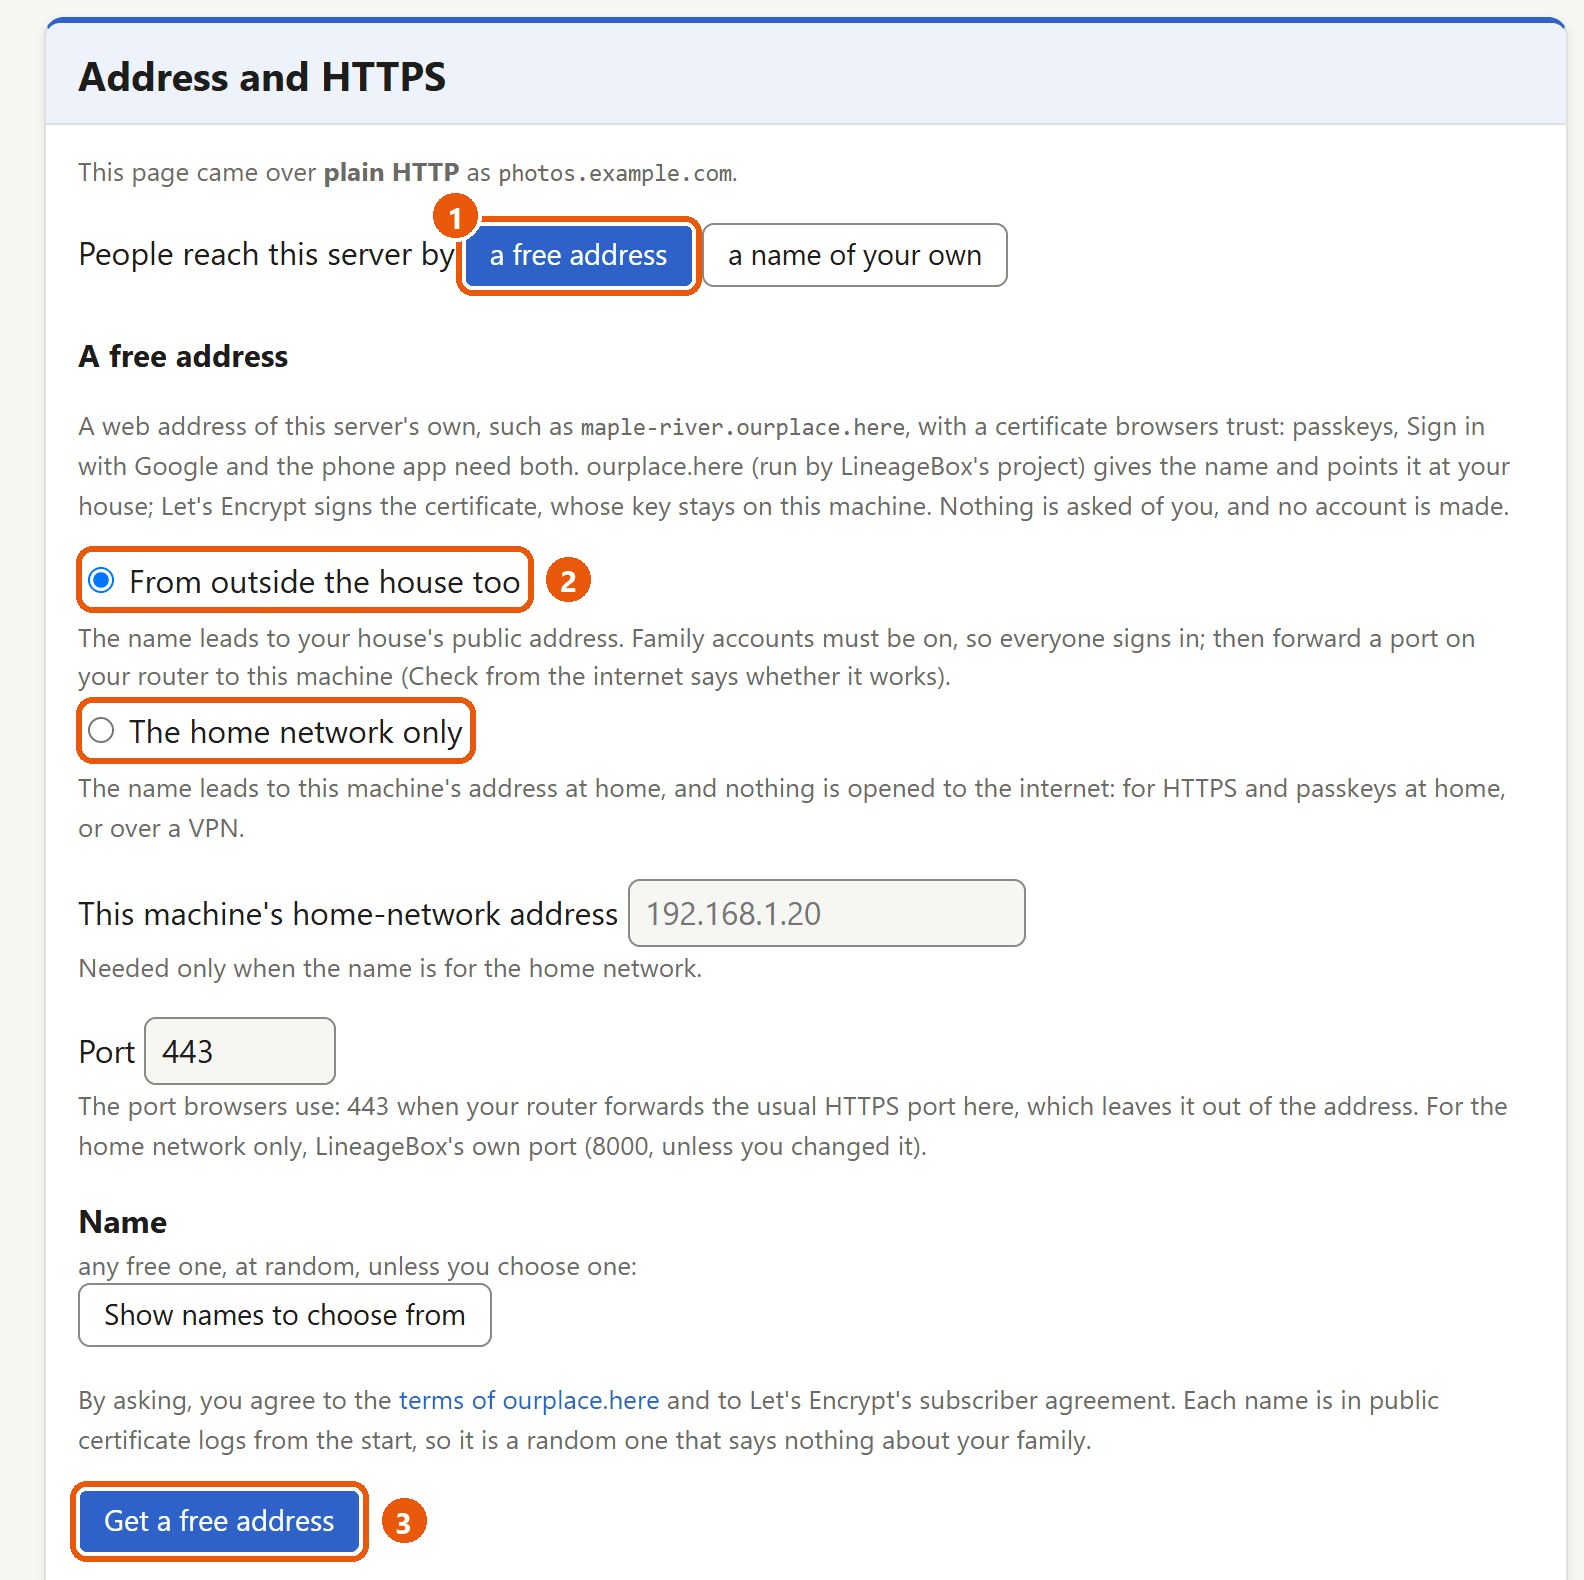 Address and HTTPS
This page came over plain HTTP as photos.example.com.
1
People reach this server by a free address a name of your own
A free address
A web address of this server's own, such as maple-river.ourplace.here, with a certificate browsers trust: passkeys, Sign in
with Google and the phone app need both. ourplace.here (run by LineageBox's project) gives the name and points it at your
house; Let's Encrypt signs the certificate, whose key stays on this machine. Nothing is asked of you, and no account is made.
From outside the house too 2
The name leads to your house's public address. Family accounts must be on, so everyone signs in; then forward a port on
your router to this machine (Check from the internet says whether it works).
The home network only
The name leads to this machine's address at home, and nothing is opened to the internet: for HTTPS and passkeys at home,
or over a VPN.
This machine's home-network address 192.168.1.20
Needed only when the name is for the home network.
Port 443
The port browsers use: 443 when your router forwards the usual HTTPS port here, which leaves it out of the address. For the
home network only, LineageBox's own port (8000, unless you changed it).
Name
any free one, at random, unless you choose one:
Show names to choose from
By asking, you agree to the terms of ourplace.here and to Let's Encrypt's subscriber agreement. Each name is in public
certificate logs from the start, so it is a random one that says nothing about your family.
Get a free address 3